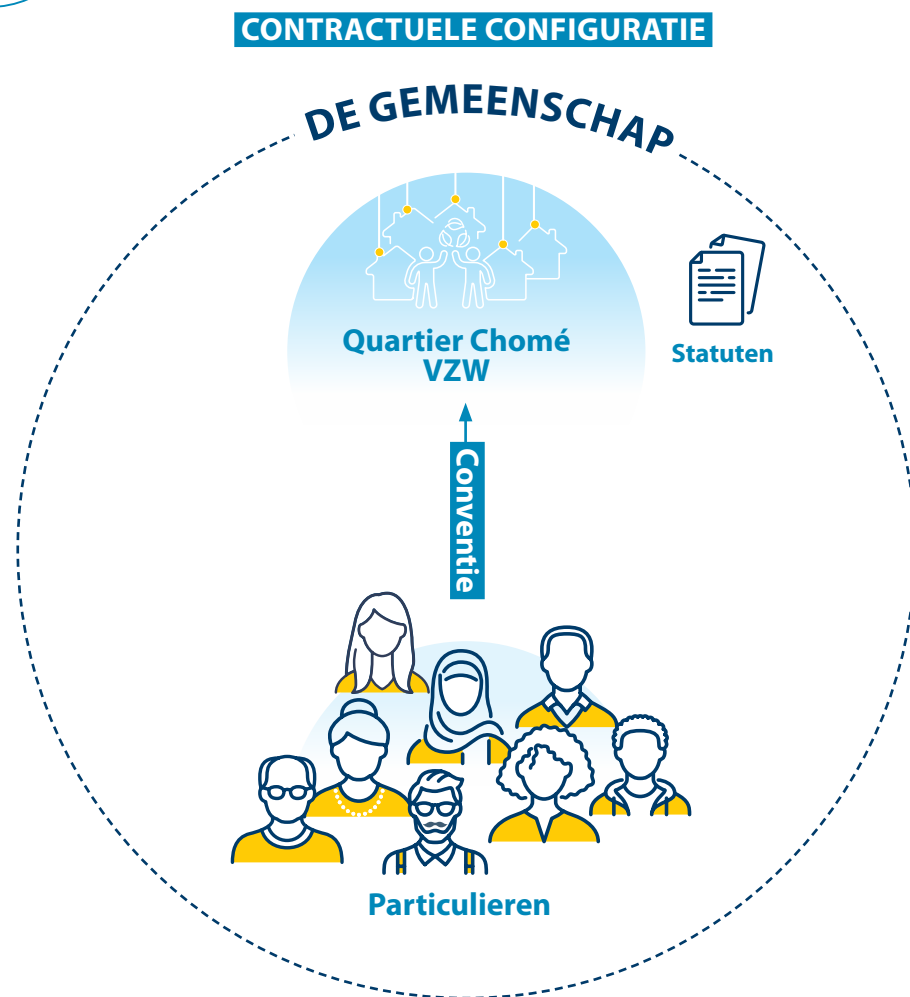 CONTRACTUELE CONFIGURATIE
DE GEMEENSCHAP
Quartier Chomé
VZW
Statuten
Conventie
Particulieren